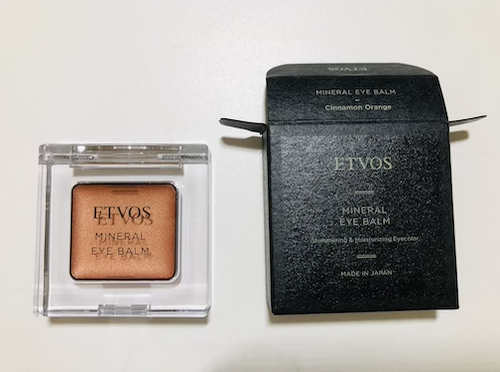 ETVOS
MINERAL
EYE BALM
ETVOS
MINERAL EYE BALM
Cinnamon Orange
ETVOS
MINERAL
EYE BALM
Shimmering & Moisturizing Eyecolor
MADE IN JAPAN